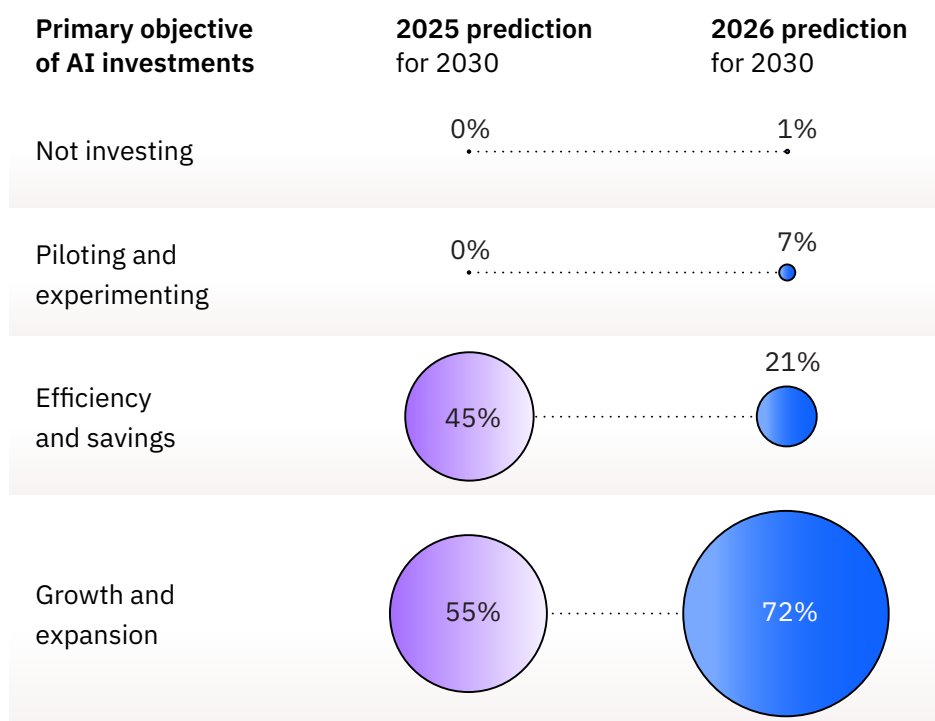 Primary objective
of AI investments
2025 prediction
for 2030
2026 prediction
for 2030
Not investing
0%
1%
Piloting and
experimenting
0%
7%
Efficiency
and savings
45%
21%
Growth and
expansion
55%
72%